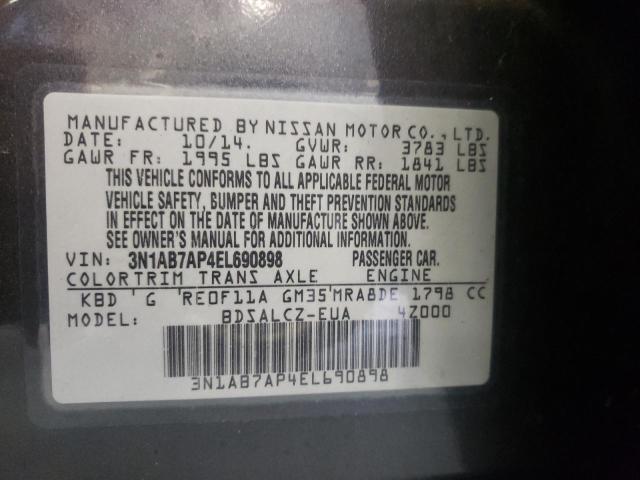 MANUFACTURED BY NISSAN MOTOR CO., LTD.
DATE: 10/14. GVWR: 3783 LBS
GAWR FR: 1995 LBS GAWR RR: 1841 LBS
THIS VEHICLE CONFORMS TO ALL APPLICABLE FEDERAL MOTOR
VEHICLE SAFETY, BUMPER AND THEFT PREVENTION STANDARDS
IN EFFECT ON THE DATE OF MANUFACTURE SHOWN ABOVE.
SEE OWNER'S MANUAL FOR ADDITIONAL INFORMATION.
VIN: 3N1AB7AP4EL690898 PASSENGER CAR.
COLOR TRIM TRANS AXLE ENGINE
KBD G RE0F11A GM35 MRA8DE 1798 CC
MODEL: BDSALCZ-EUA 4Z000
3N1AB7AP4EL690898